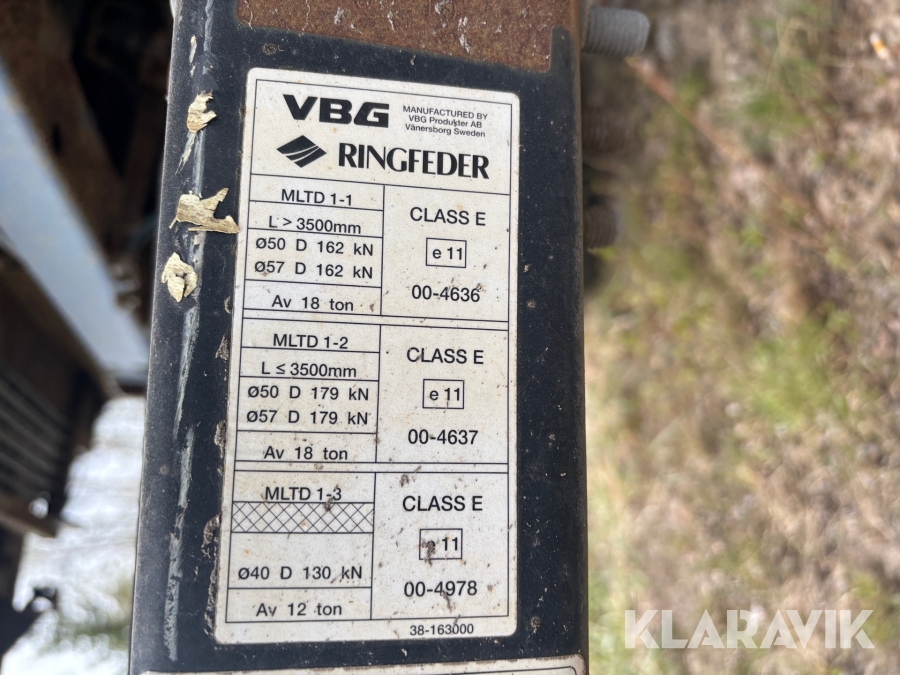 VBG
MANUFACTURED BY
VBG Produkter AB
Vänersborg Sweden
RINGFEDER
MLTD 1-1
L > 3500mm
Ø50 D 162 kN
Ø57 D 162 kN
Av 18 ton
CLASS E
e 11
00-4636
MLTD 1-2
L ≤ 3500mm
Ø50 D 179 kN
Ø57 D 179 kN
Av 18 ton
CLASS E
e 11
00-4637
MLTD 1-3
Ø40 D 130 kN
Av 12 ton
CLASS E
e 11
00-4978
38-163000
KLARAVIK